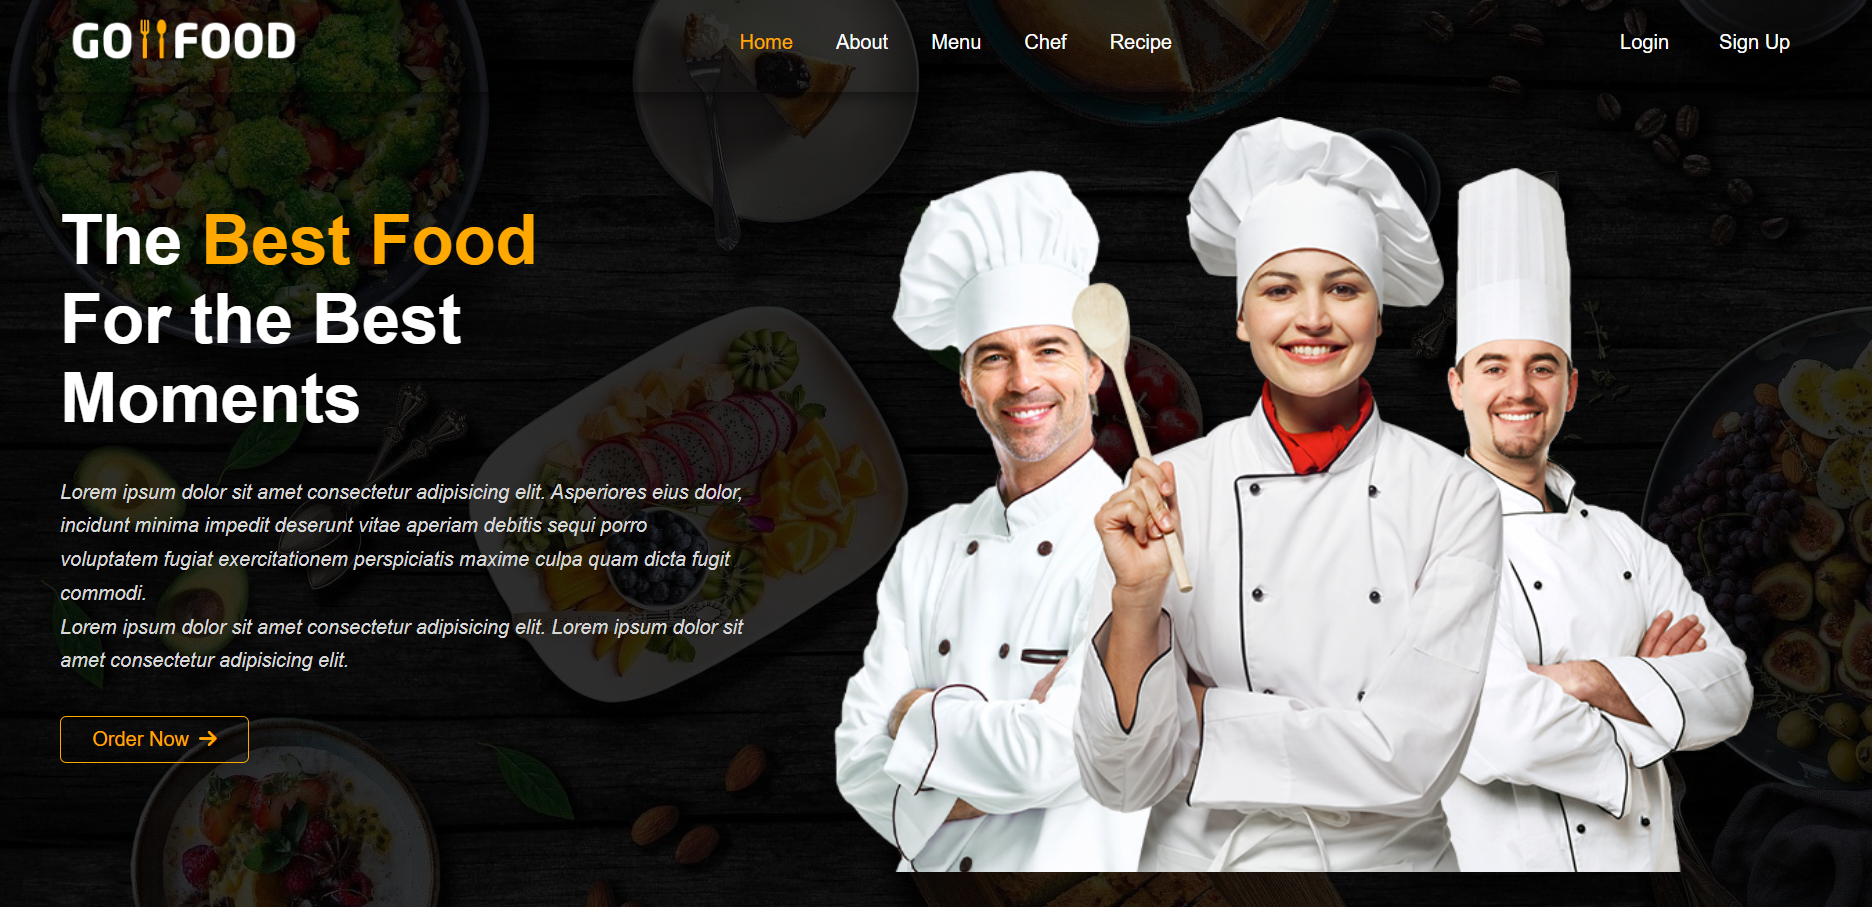 GO FOOD
Home About Menu Chef Recipe Login Sign Up
The Best Food
For the Best
Moments
Lorem ipsum dolor sit amet consectetur adipisicing elit. Asperiores eius dolor,
incidunt minima impedit deserunt vitae aperiam debitis sequi porro
voluptatem fugiat exercitationem perspiciatis maxime culpa quam dicta fugit
commodi.
Lorem ipsum dolor sit amet consectetur adipisicing elit. Lorem ipsum dolor sit
amet consectetur adipisicing elit.
Order Now